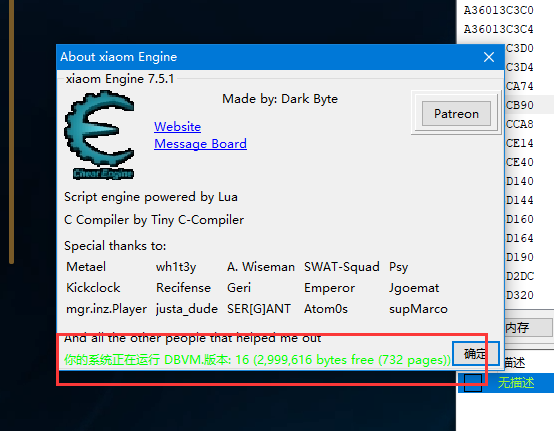 A36013C3C0
A36013C3C4
C3D0
About xiaom Engine
xiaom Engine 7.5.1
C3D4
CA74
Made by: Dark Byte
Patreon
CB90
Website
CCA8
Message Board
CE14
CE40
Cheat Engine
D140
Script engine powered by Lua
D144
C Compiler by Tiny C-Compiler
D160
D164
Special thanks to:
D190
Metael wh1t3y A. Wiseman SWAT-Squad Psy
D2DC
Kickclock Recifense Geri Emperor Jgoemat
D320
mgr.inz.Player justa_dude SER[G]ANT Atom0s supMarco
内存
And all the other people that helped me out
你的系统正在运行 DBVM.版本: 16 (2,999,616 bytes free (732 pages))
确定
描述
无描述